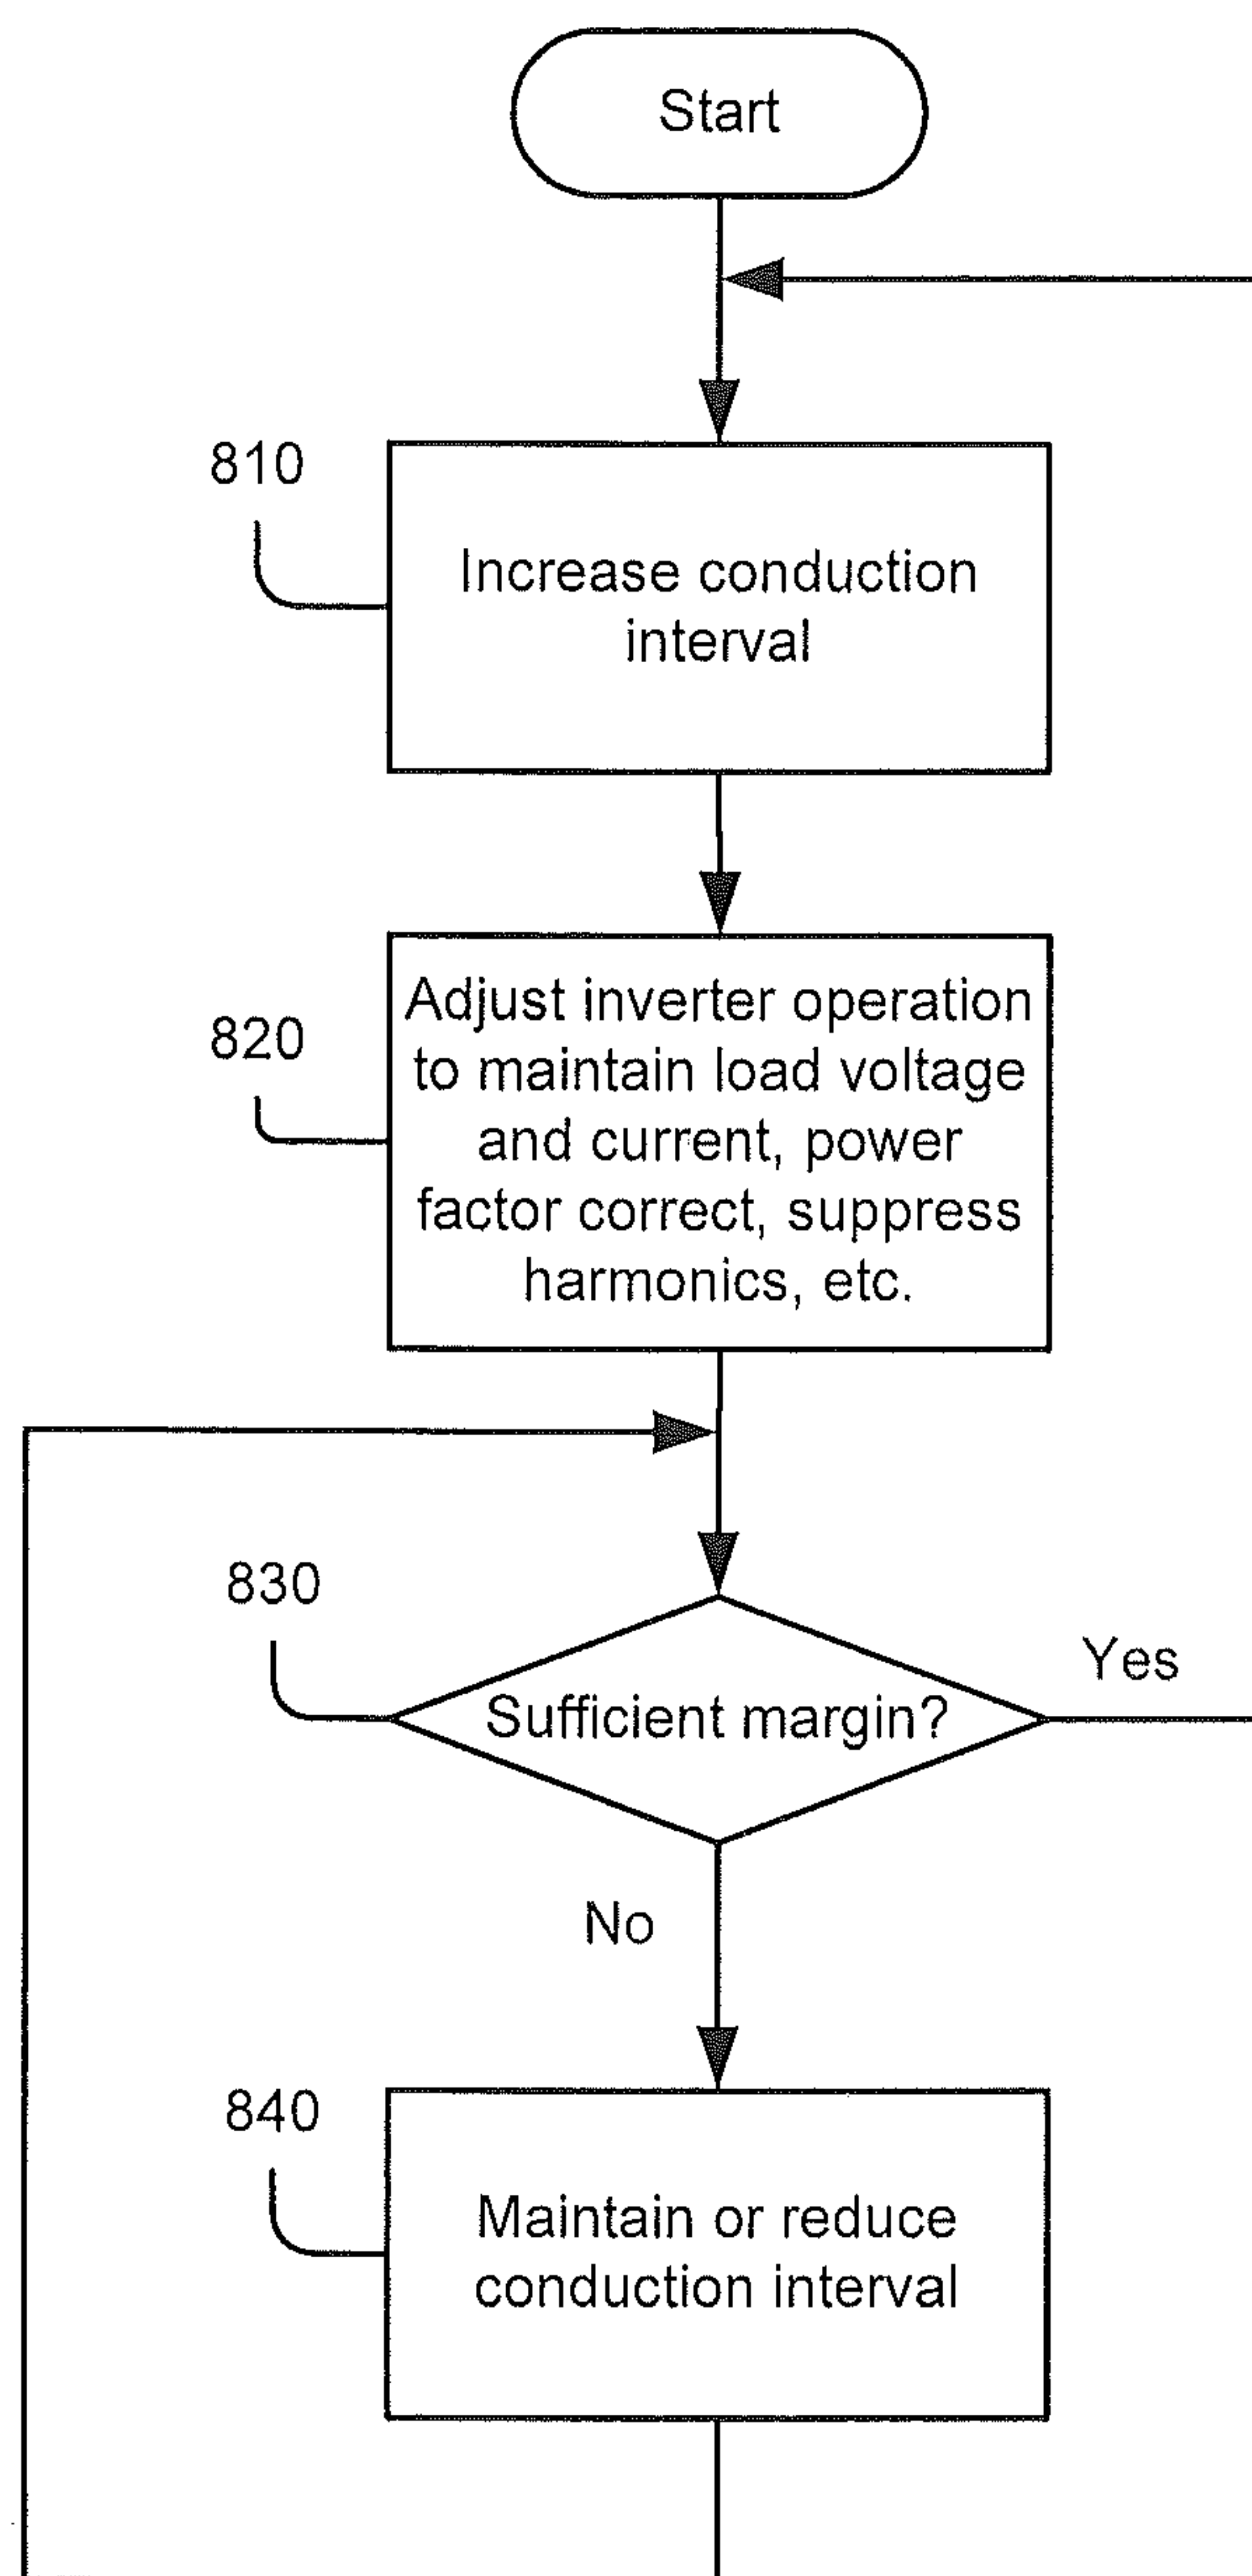 Start
810
Increase conduction
interval
820
Adjust inverter operation
to maintain load voltage
and current, power
factor correct, suppress
harmonics, etc.
830
Sufficient margin?
Yes
No
840
Maintain or reduce
conduction interval